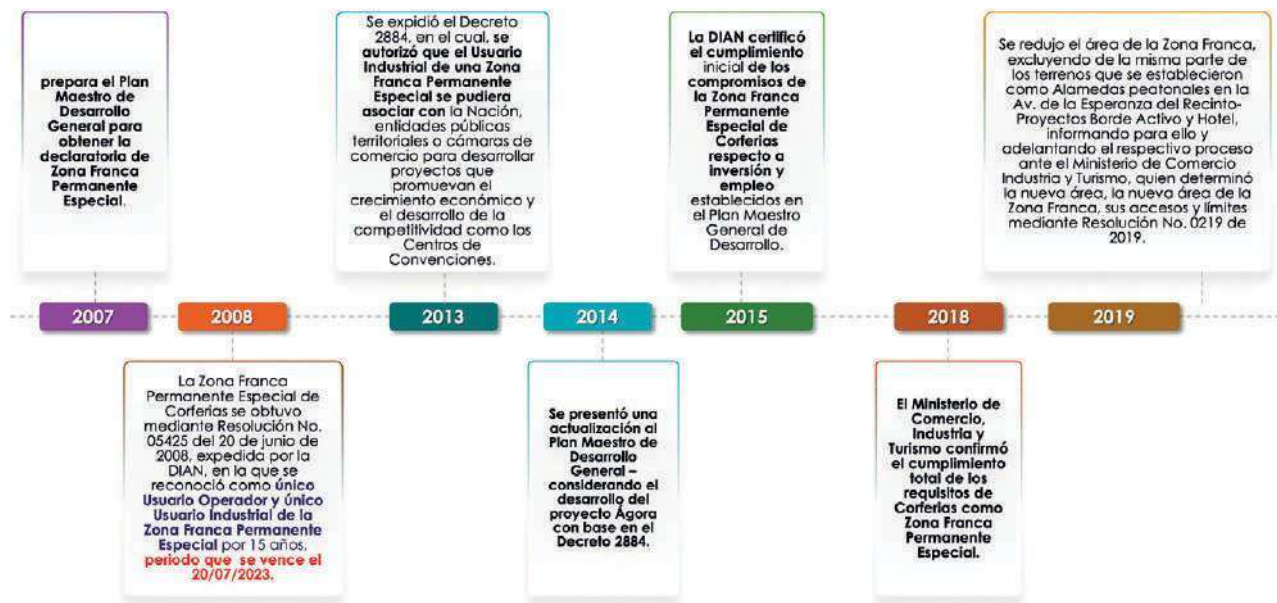 prepara el Plan
Maestro de
Desarrollo
General para
obtener la
declaratoria de
Zona Franca
Permanente
Especial.
Se expidió el Decreto
2884, en el cual, se
autorizó que el Usuario
Industrial de una Zona
Franca Permanente
Especial se pudiera
asociar con la Nación,
entidades públicas
territoriales o cámaras de
comercio para desarrollar
proyectos que
promuevan el
crecimiento económico y
el desarrollo de la
competitividad como los
Centros de
Convenciones.
La DIAN certificó
el cumplimiento
inicial de los
compromisos de
la Zona Franca
Permanente
Especial de
Corferias
respecto a
inversión y
empleo
establecidos en
el Plan Maestro
General de
Desarrollo.
Se redujo el área de la Zona Franca,
excluyendo de la misma parte de
los terrenos que se establecieron
como Alamedas peatonales en la
Av. de la Esperanza del Recinto-
Proyectos Borde Activo y Hotel,
informando para ello y
adelantando el respectivo proceso
ante el Ministerio de Comercio
Industria y Turismo, quien determinó
la nueva área, la nueva área de la
Zona Franca, sus accesos y límites
mediante Resolución No. 0219 de
2019.
2007
2008
2013
2014
2015
2018
2019
La Zona Franca
Permanente Especial de
Corferias se obtuvo
mediante Resolución No.
05425 del 20 de junio de
2008, expedida por la
DIAN, en la que se
reconoció como único
Usuario Operador y único
Usuario Industrial de la
Zona Franca Permanente
Especial por 15 años,
periodo que se vence el
20/07/2023.
Se presentó una
actualización al
Plan Maestro de
Desarrollo
General –
considerando el
desarrollo del
proyecto Ágora
con base en el
Decreto 2884.
El Ministerio de
Comercio,
Industria y
Turismo confirmó
el cumplimiento
total de los
requisitos de
Corferias como
Zona Franca
Permanente
Especial.